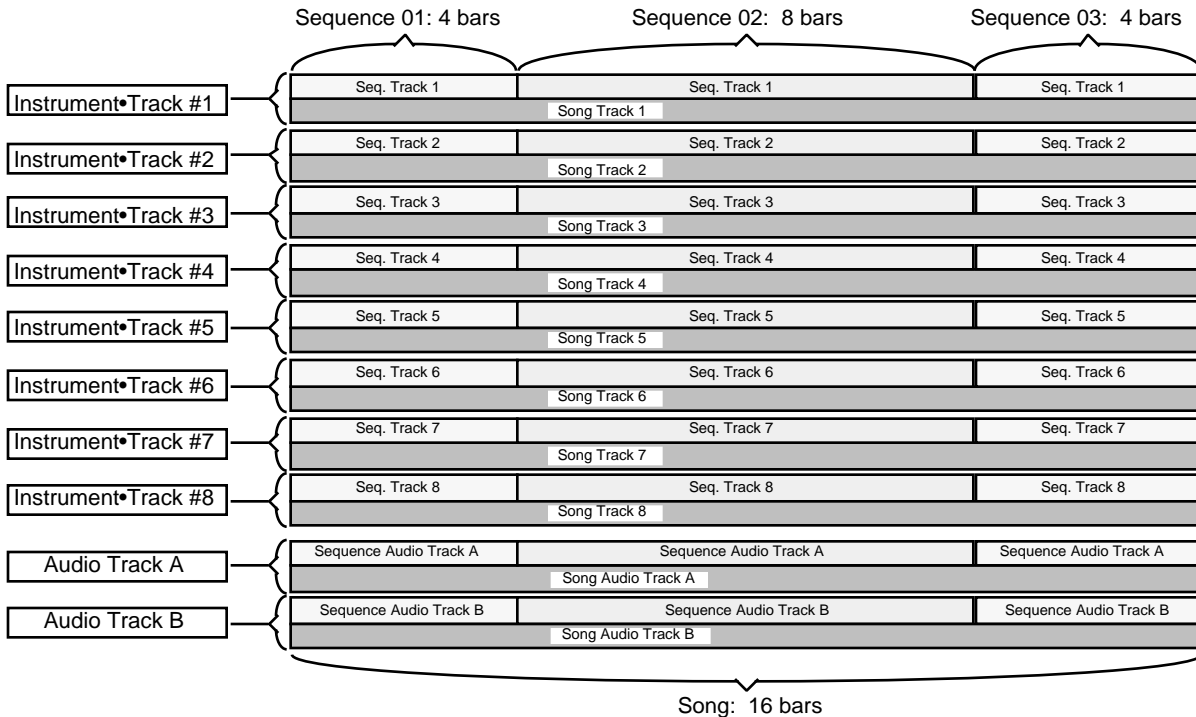 Sequence 01: 4 bars
Sequence 02:  8 bars
Sequence 03:  4 bars
Instrument•Track #1
Seq. Track 1
Seq. Track 1
Seq. Track 1
Song Track 1
Instrument•Track #2
Seq. Track 2
Seq. Track 2
Seq. Track 2
Song Track 2
Instrument•Track #3
Seq. Track 3
Seq. Track 3
Seq. Track 3
Song Track 3
Instrument•Track #4
Seq. Track 4
Seq. Track 4
Seq. Track 4
Song Track 4
Instrument•Track #5
Seq. Track 5
Seq. Track 5
Seq. Track 5
Song Track 5
Instrument•Track #6
Seq. Track 6
Seq. Track 6
Seq. Track 6
Song Track 6
Instrument•Track #7
Seq. Track 7
Seq. Track 7
Seq. Track 7
Song Track 7
Instrument•Track #8
Seq. Track 8
Seq. Track 8
Seq. Track 8
Song Track 8
Audio Track A
Sequence Audio Track A
Sequence Audio Track A
Sequence Audio Track A
Song Audio Track A
Audio Track B
Sequence Audio Track B
Sequence Audio Track B
Sequence Audio Track B
Song Audio Track B
Song:  16 bars